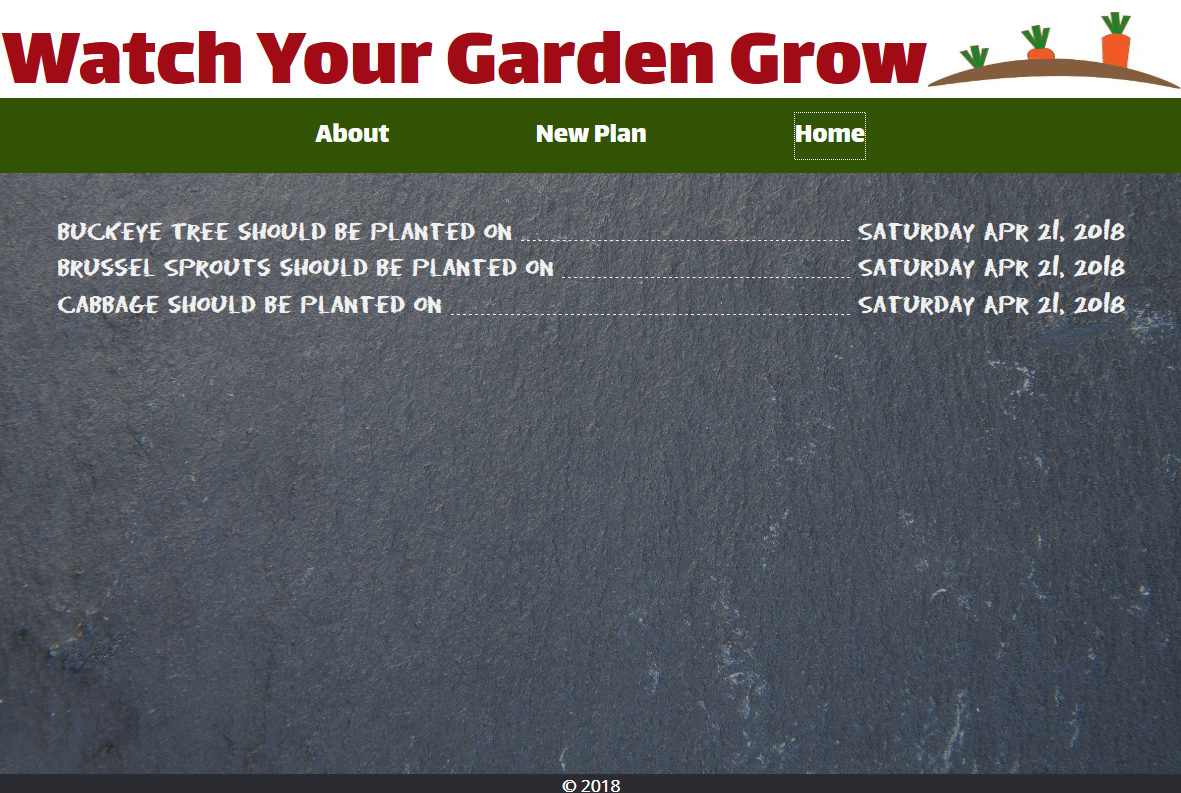 Watch Your Garden Grow
About New Plan Home
BUCKEYE TREE SHOULD BE PLANTED ON SATURDAY APR 21, 2018
BRUSSEL SPROUTS SHOULD BE PLANTED ON SATURDAY APR 21, 2018
CABBAGE SHOULD BE PLANTED ON SATURDAY APR 21, 2018
© 2018